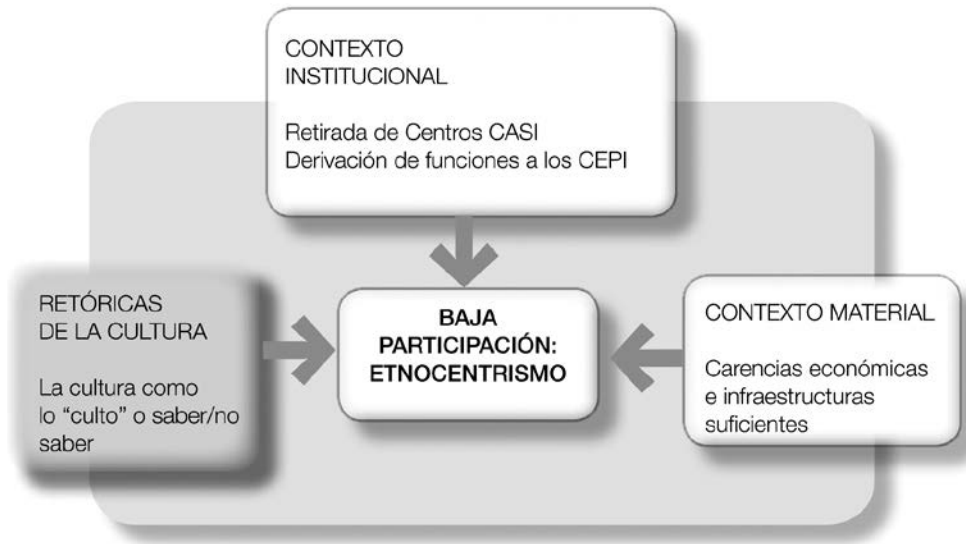 CONTEXTO
INSTITUCIONAL
Retirada de Centros CASI
Derivación de funciones a los CEPI
RETÓRICAS
DE LA CULTURA
La cultura como
lo “culto” o saber/no
saber
BAJA
PARTICIPACIÓN:
ETNOCENTRISMO
CONTEXTO MATERIAL
Carencias económicas
e infraestructuras
suficientes